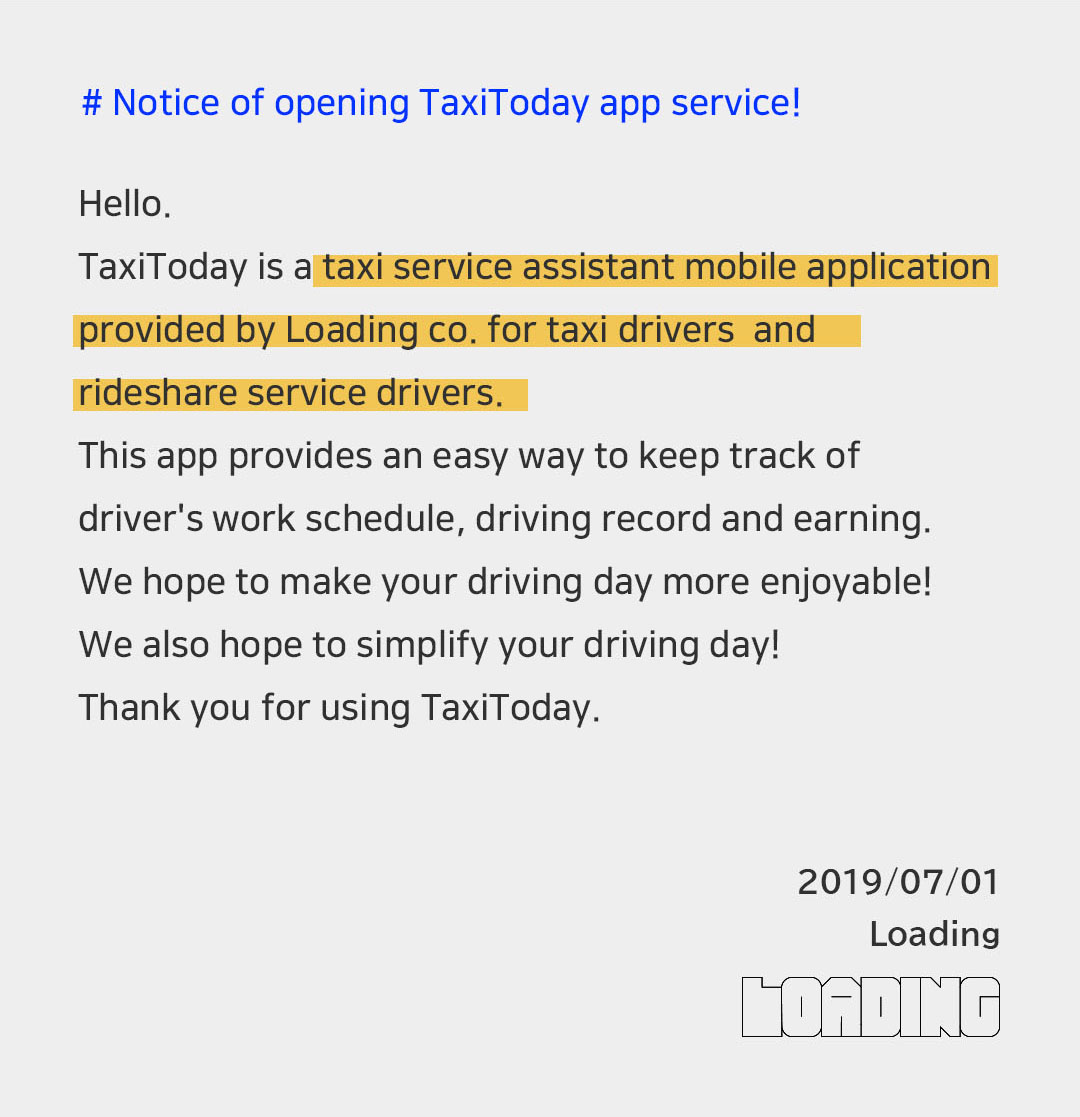 # Notice of opening TaxiToday app service!
Hello.
TaxiToday is a taxi service assistant mobile application
provided by Loading co. for taxi drivers  and
rideshare service drivers.
This app provides an easy way to keep track of
driver's work schedule, driving record and earning.
We hope to make your driving day more enjoyable!
We also hope to simplify your driving day!
Thank you for using TaxiToday.
2019/07/01
Loading
LOADING